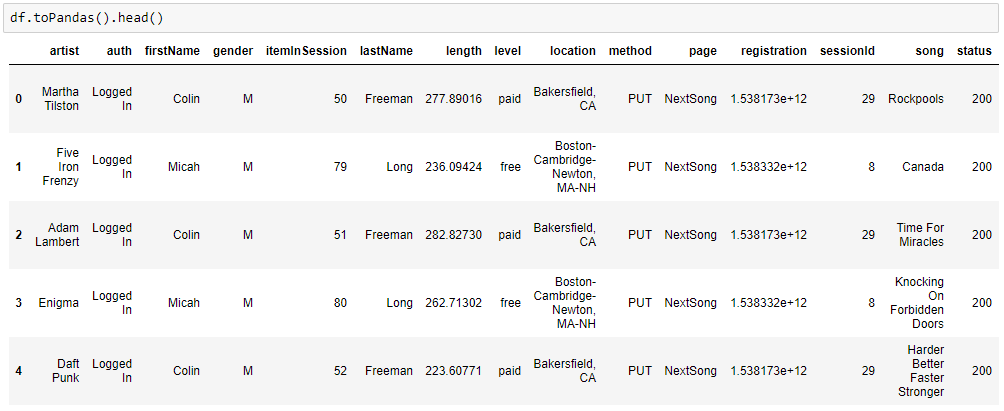 df.toPandas().head()
artist auth firstName gender itemInSession lastName length level location method page registration sessionId song status
0 Martha Tilston Logged In Colin M 50 Freeman 277.89016 paid Bakersfield, CA PUT NextSong 1.538173e+12 29 Rockpools 200
1 Five Iron Frenzy Logged In Micah M 79 Long 236.09424 free Boston-Cambridge-Newton, MA-NH PUT NextSong 1.538332e+12 8 Canada 200
2 Adam Lambert Logged In Colin M 51 Freeman 282.82730 paid Bakersfield, CA PUT NextSong 1.538173e+12 29 Time For Miracles 200
3 Enigma Logged In Micah M 80 Long 262.71302 free Boston-Cambridge-Newton, MA-NH PUT NextSong 1.538332e+12 8 Knocking On Forbidden Doors 200
4 Daft Punk Logged In Colin M 52 Freeman 223.60771 paid Bakersfield, CA PUT NextSong 1.538173e+12 29 Harder Better Faster Stronger 200